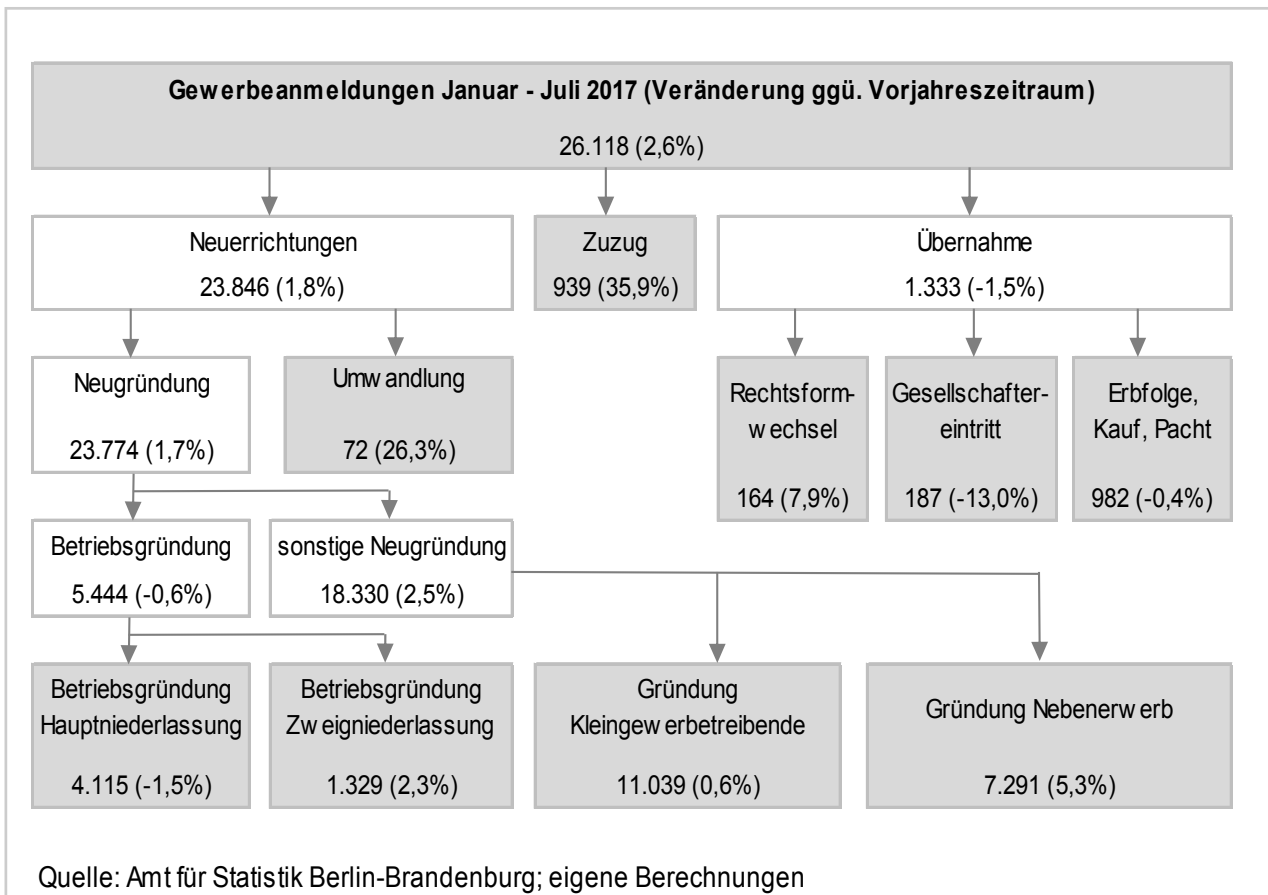 Gewerbeanmeldungen Januar - Juli 2017 (Veränderung ggü. Vorjahreszeitraum)
26.118 (2,6%)
Neuerrichtungen
23.846 (1,8%)
Zuzug
939 (35,9%)
Übernahme
1.333 (-1,5%)
Neugründung
23.774 (1,7%)
Umwandlung
72 (26,3%)
Rechtsform-
wechsel
164 (7,9%)
Gesellschafter-
eintritt
187 (-13,0%)
Erbfolge,
Kauf, Pacht
982 (-0,4%)
Betriebsgründung
5.444 (-0,6%)
sonstige Neugründung
18.330 (2,5%)
Betriebsgründung
Hauptniederlassung
4.115 (-1,5%)
Betriebsgründung
Zweigniederlassung
1.329 (2,3%)
Gründung
Kleingewerbetreibende
11.039 (0,6%)
Gründung Nebenerwerb
7.291 (5,3%)
Quelle: Amt für Statistik Berlin-Brandenburg; eigene Berechnungen